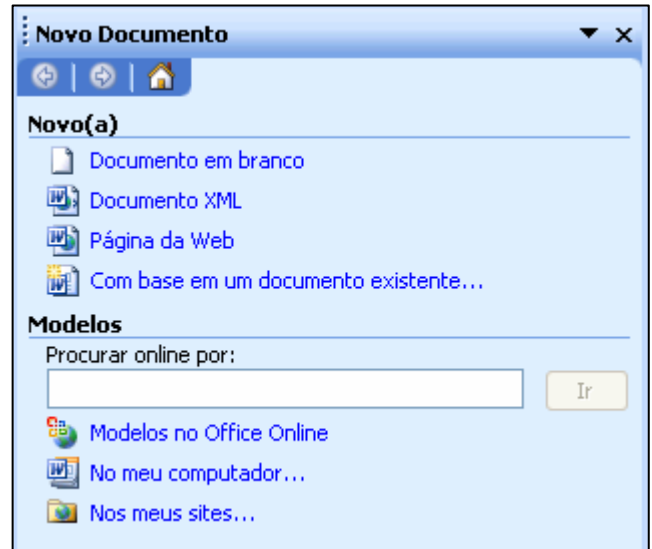 Novo Documento
Novo(a)
Documento em branco
Documento XML
Página da Web
Com base em um documento existente...
Modelos
Procurar online por:
Ir
Modelos no Office Online
No meu computador...
Nos meus sites...